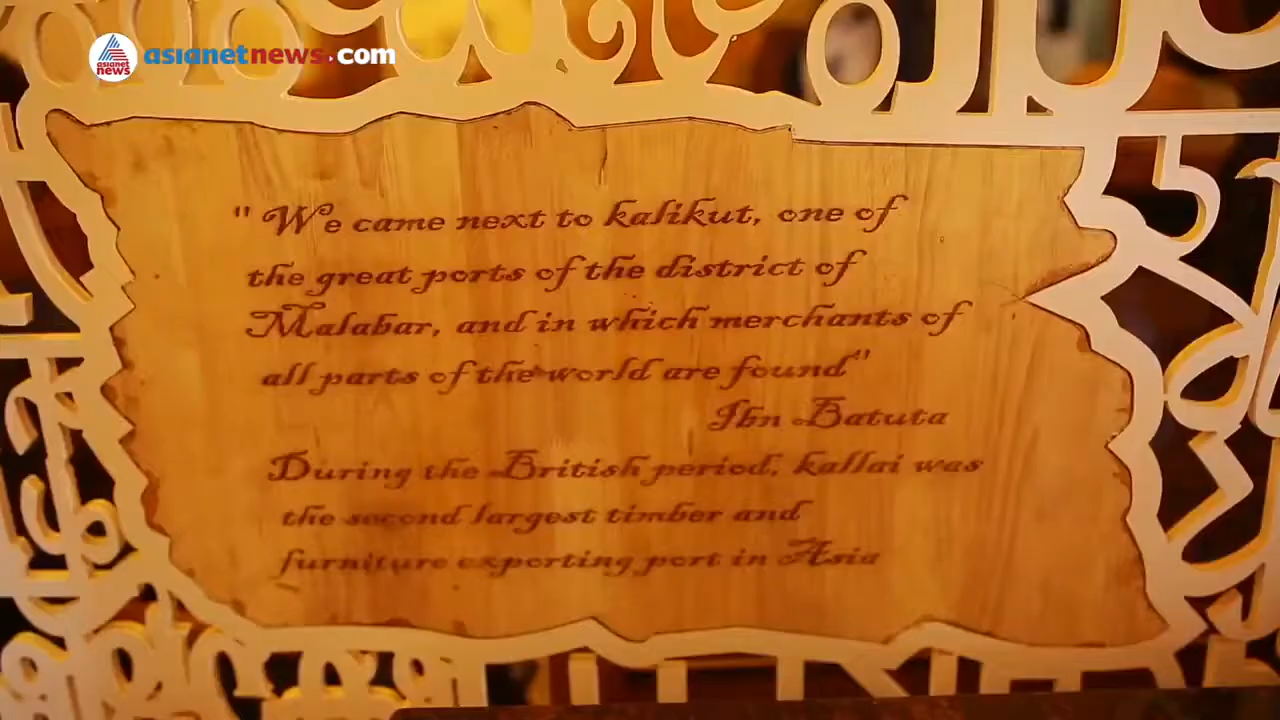 asianet news
asianetnews.com
" We came next to kalikut, one of
the great ports of the district of
Malabar, and in which merchants of
all parts of the world are found"
Ibn Batuta
During the British period, kallai was
the second largest timber and
furniture exporting port in Asia